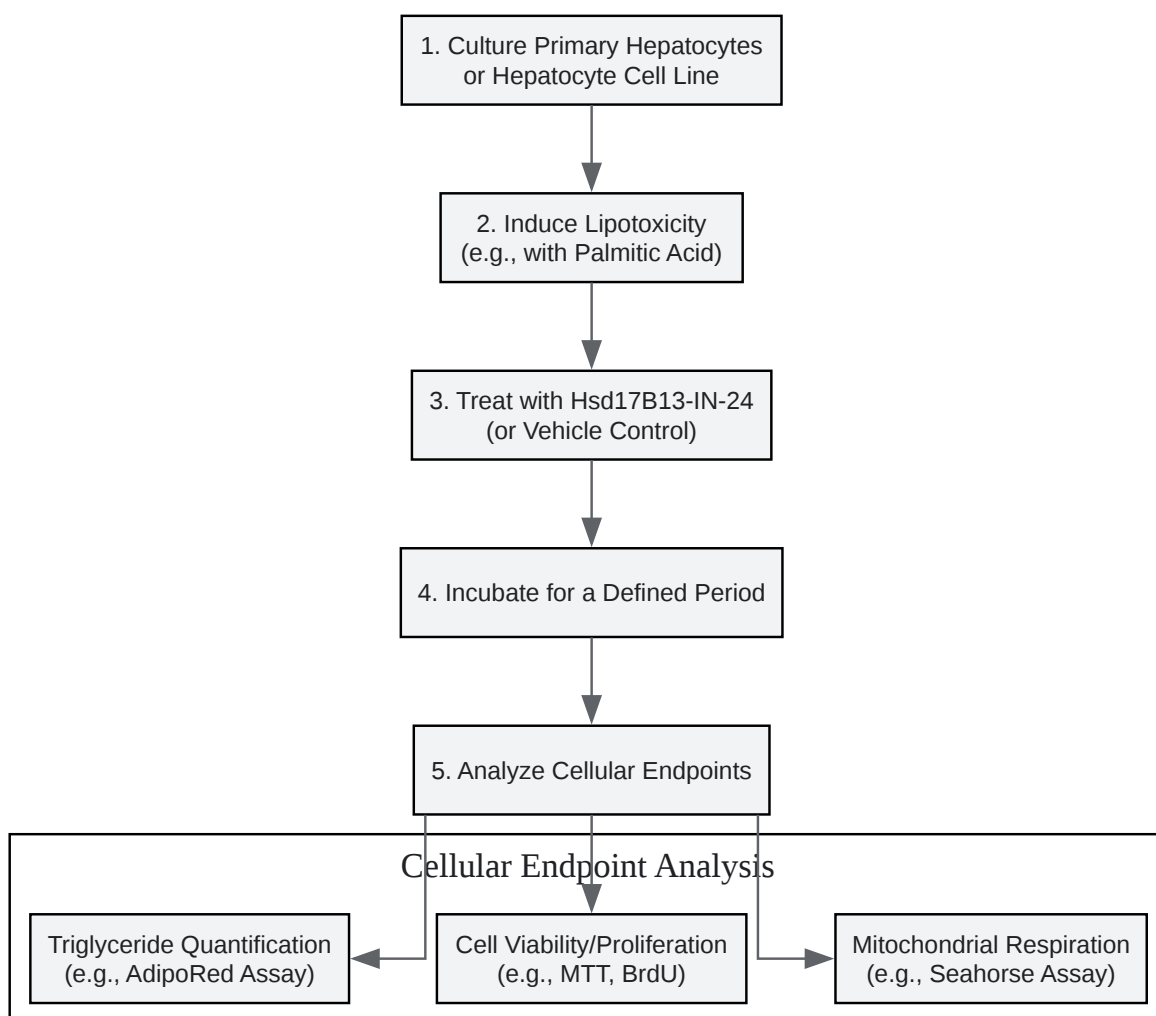 1. Culture Primary Hepatocytes
or Hepatocyte Cell Line
2. Induce Lipotoxicity
(e.g., with Palmitic Acid)
3. Treat with Hsd17B13-IN-24
(or Vehicle Control)
4. Incubate for a Defined Period
5. Analyze Cellular Endpoints
Cellular Endpoint Analysis
Triglyceride Quantification
(e.g., AdipoRed Assay)
Cell Viability/Proliferation
(e.g., MTT, BrdU)
Mitochondrial Respiration
(e.g., Seahorse Assay)